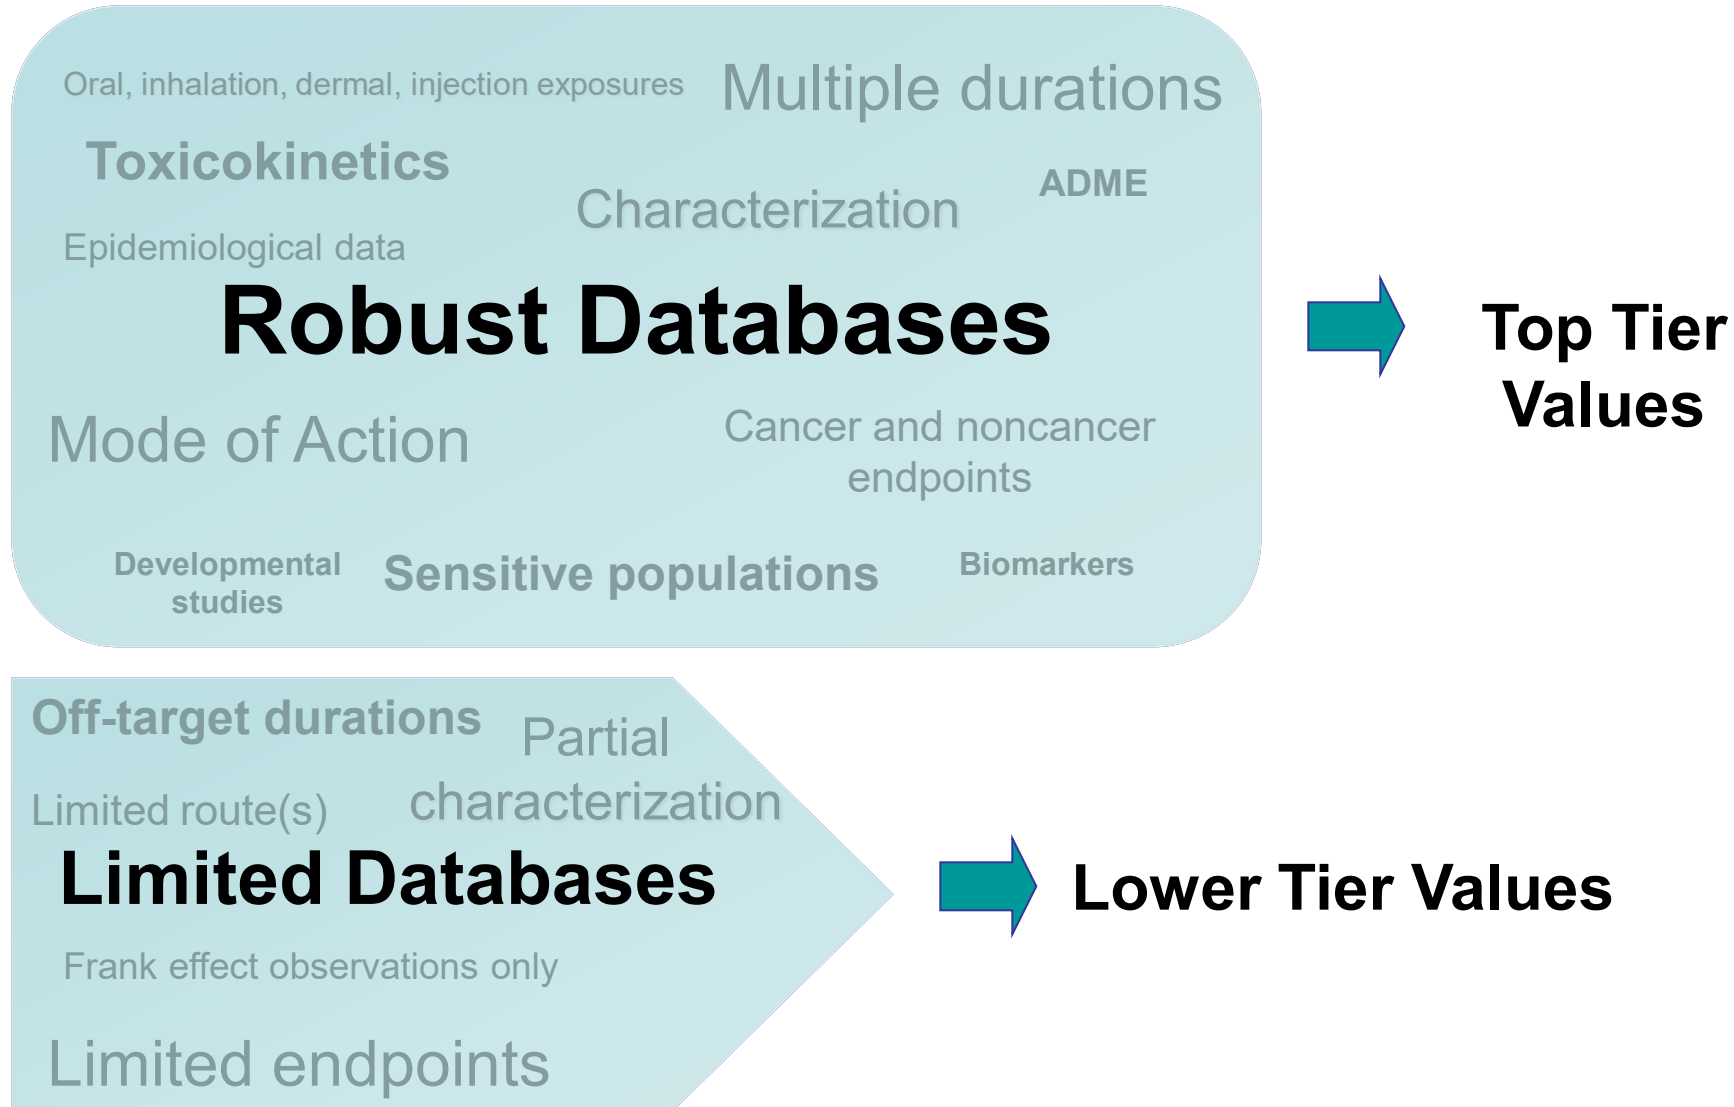 Oral, inhalation, dermal, injection exposures
Multiple durations
Toxicokinetics
ADME
Characterization
Epidemiological data
Robust Databases
Top Tier
Values
Mode of Action
Cancer and noncancer
endpoints
Developmental
studies
Sensitive populations
Biomarkers
Off-target durations
Partial
characterization
Limited route(s)
Limited Databases
Lower Tier Values
Frank effect observations only
Limited endpoints